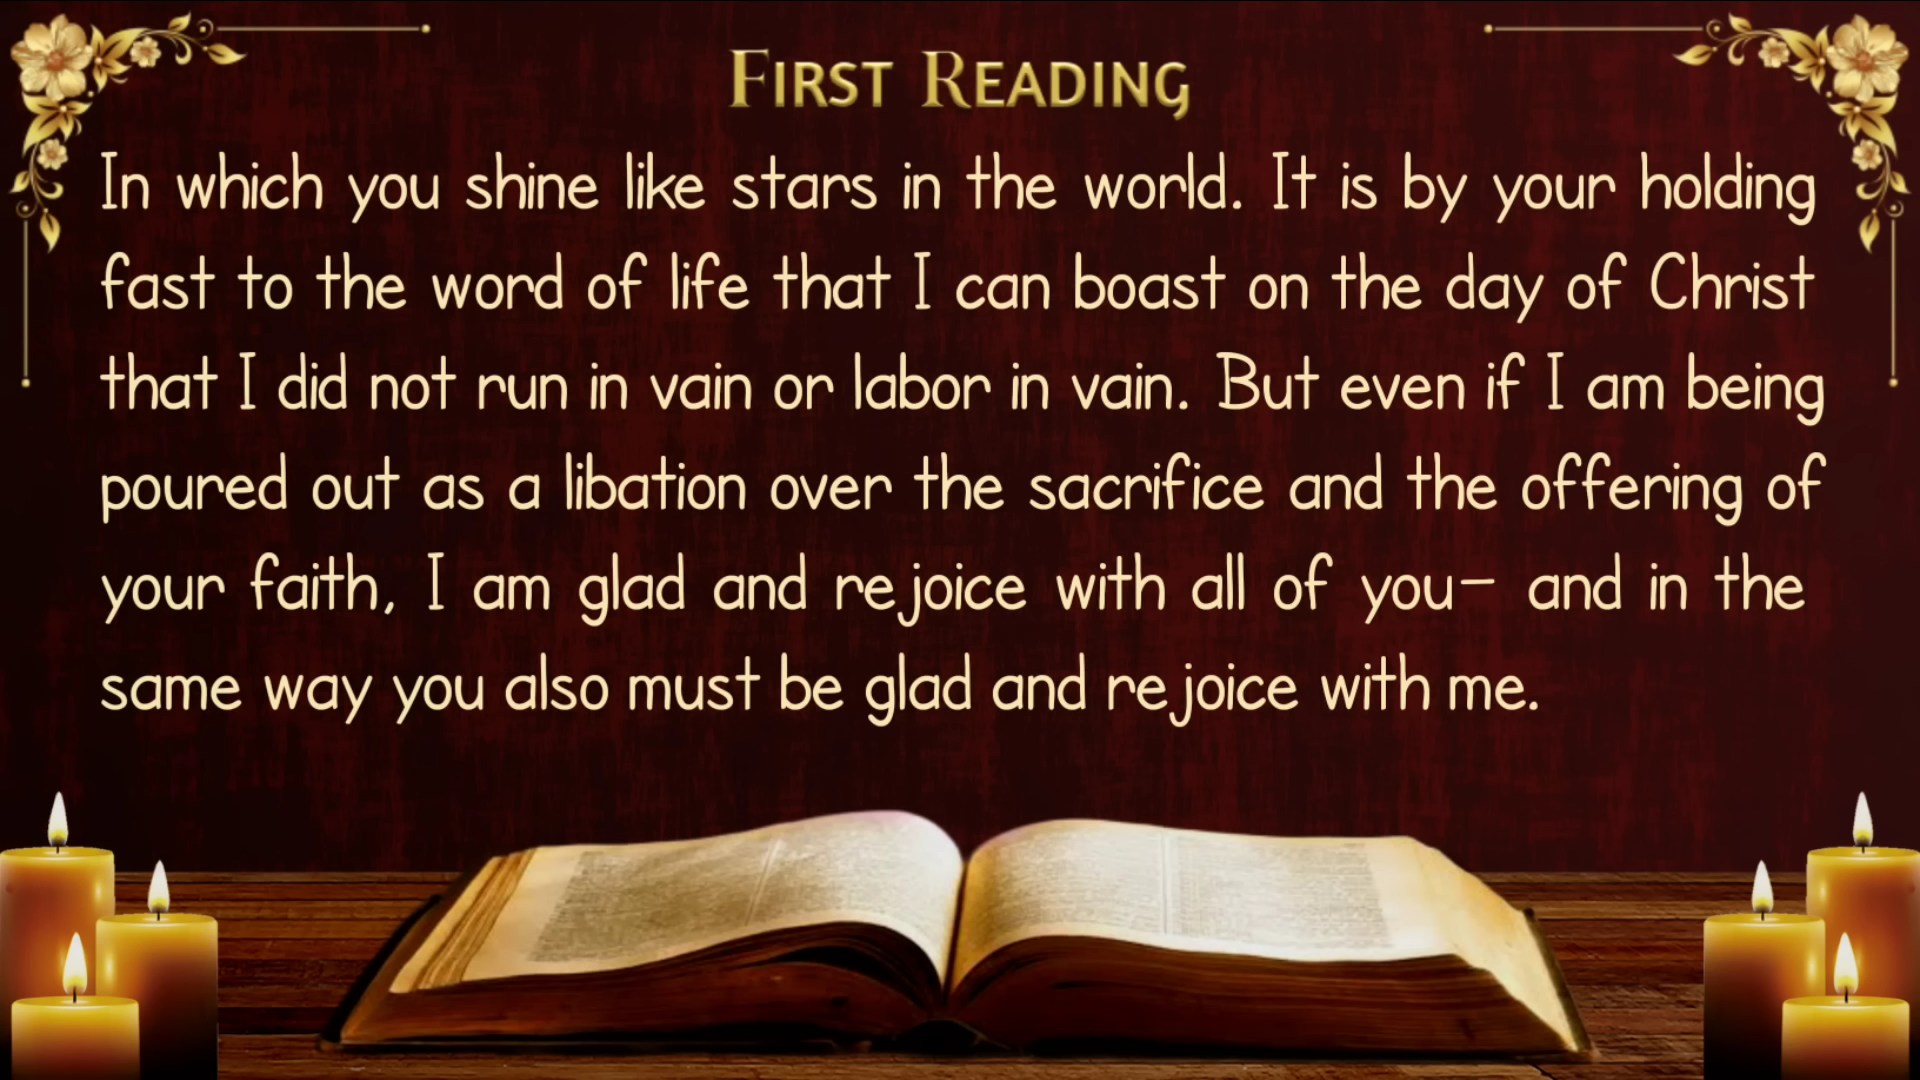 First Reading
In which you shine like stars in the world. It is by your holding
fast to the word of life that I can boast on the day of Christ
that I did not run in vain or labor in vain. But even if I am being
poured out as a libation over the sacrifice and the offering of
your faith, I am glad and rejoice with all of you– and in the
same way you also must be glad and rejoice with me.